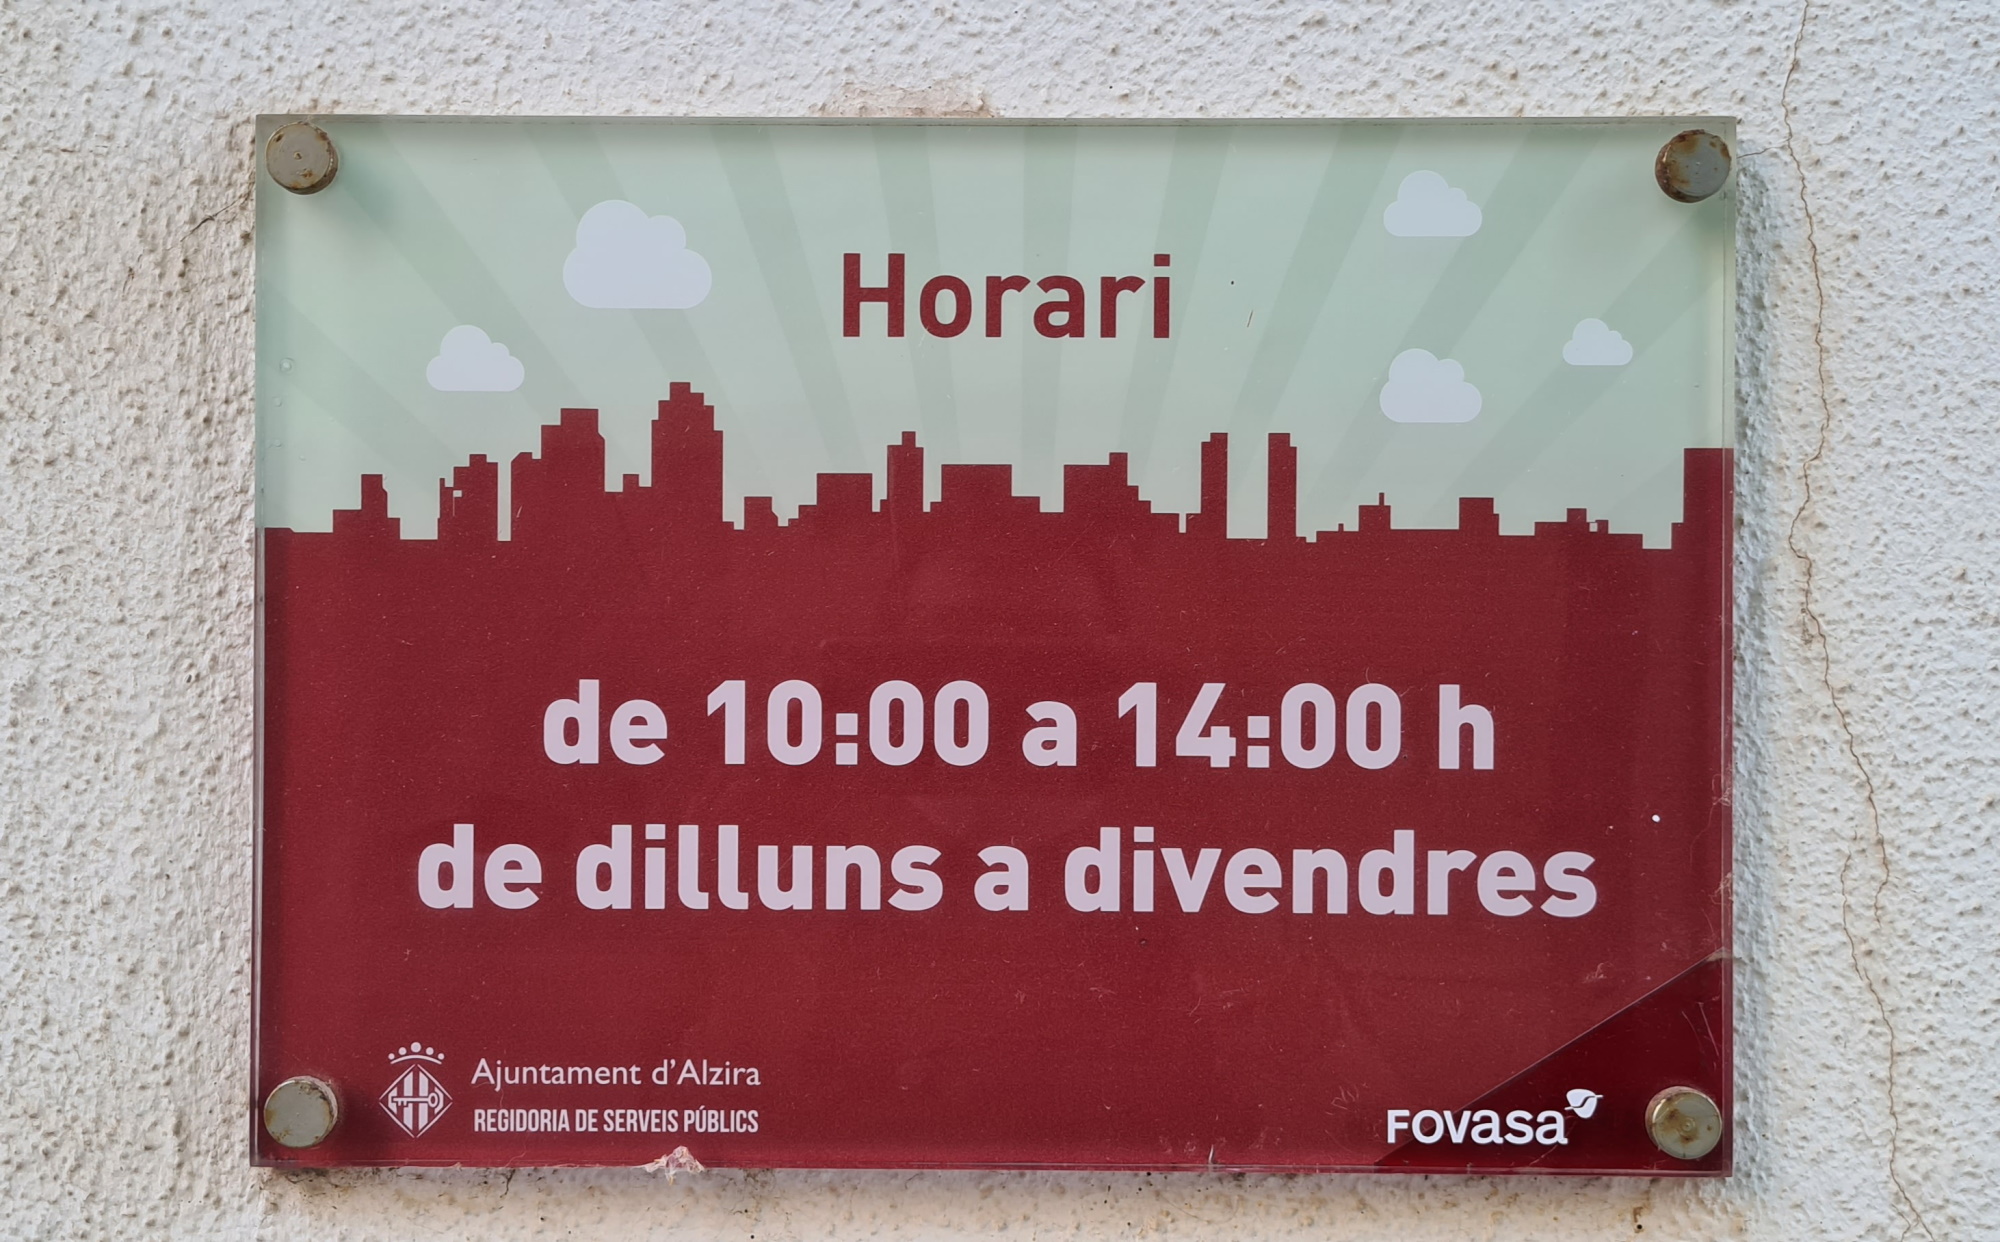 Horari
de 10:00 a 14:00 h
de dilluns a divendres
Ajuntament d'Alzira
REGIDORIA DE SERVEIS PÚBLICS
FOVASA